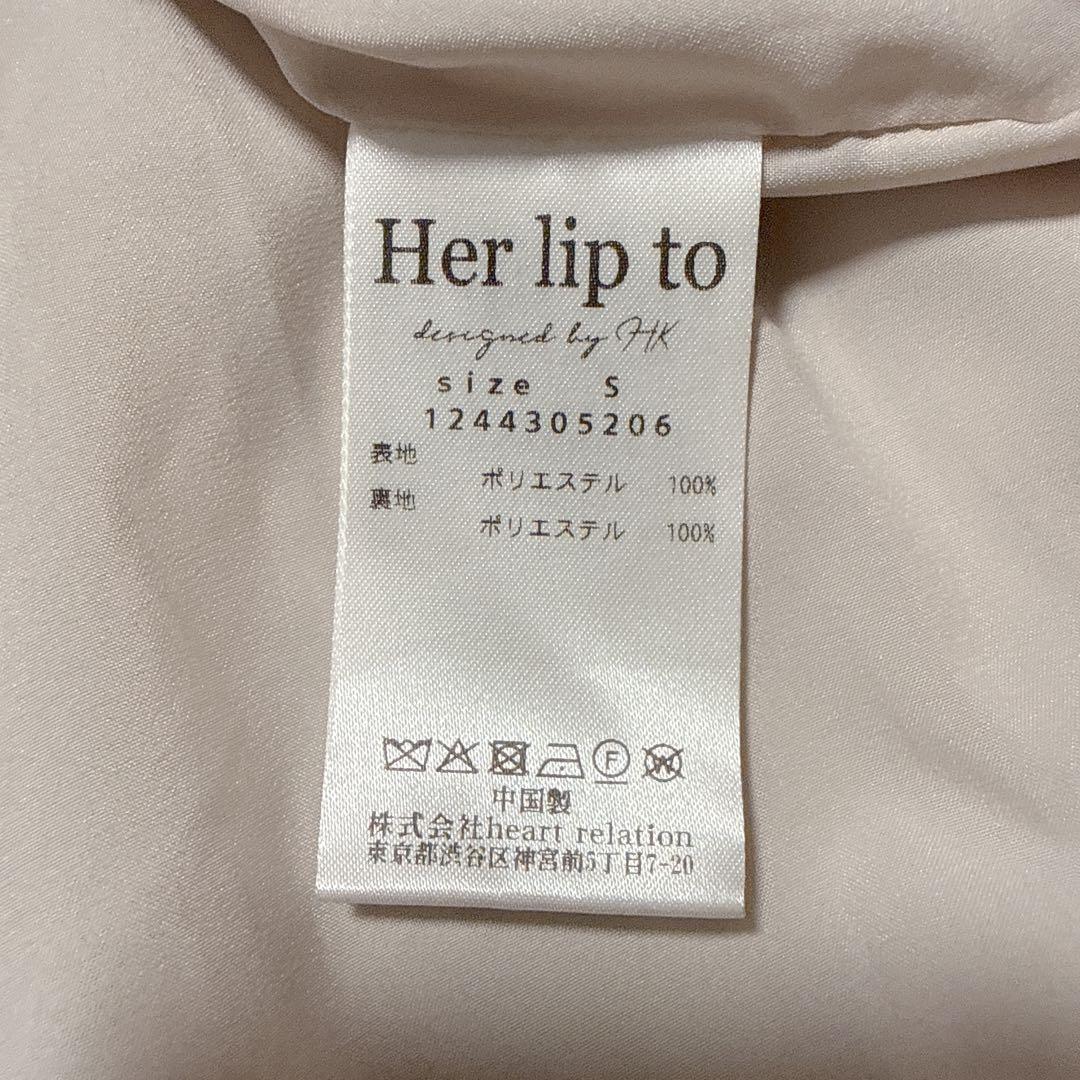 Her lip to
designed by HK
size S
1244305206
表地
ポリエステル 100%
裏地
ポリエステル 100%
F W
中国製
株式会社heart relation
東京都渋谷区神宮前5丁目7-20